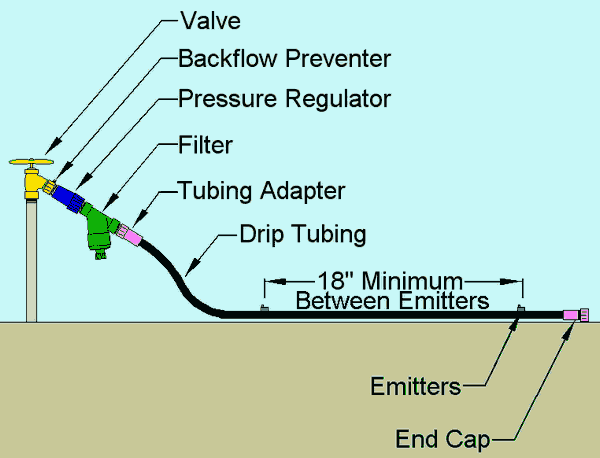 Valve
Backflow Preventer
Pressure Regulator
Filter
Tubing Adapter
Drip Tubing
18" Minimum
Between Emitters
Emitters
End Cap